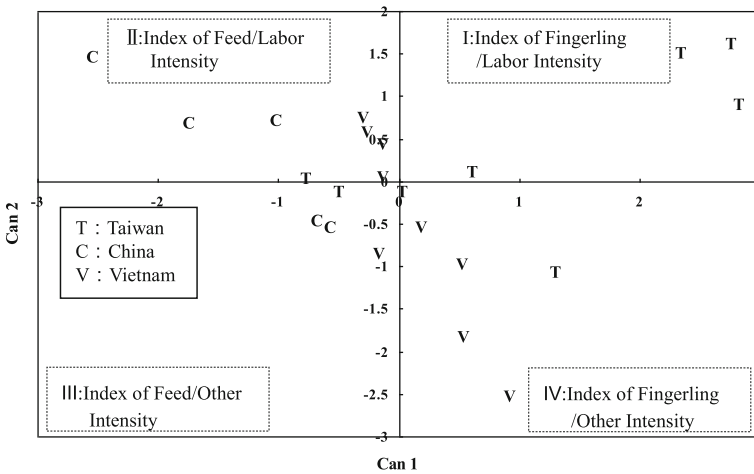 2
C
Ⅱ:Index of Feed/Labor
Intensity
Ⅰ:Index of Fingerling
/Labor Intensity
T
T
1.5
T
1
T
C
C
V
V
0.5
V
T
T
V
0
-3
-2
-1
T
0
T
1
2
C
C
-0.5
V
T : Taiwan
C : China
V : Vietnam
V
-1
V
T
-1.5
V
-2
-2.5
V
Ⅲ:Index of Feed/Other
Intensity
Ⅳ:Index of Fingerling
/Other Intensity
-3
Can 1
Can 2